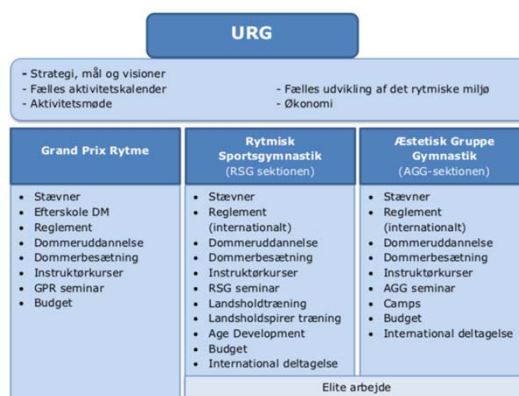 URG
- Strategi, mål og visioner
- Fælles aktivitetskalender
- Aktivitetsmøde
- Fælles udvikling af det rytmiske miljø
- Økonomi
Grand Prix Rytme
• Stævner
• Efterskole DM
• Reglement
• Dommeruddannelse
• Dommerbesætning
• Instruktørkurser
• GPR seminar
• Budget
Rytmisk
Sportsgymnastik
(RSG sektionen)
• Stævner
• Reglement
(internationalt)
• Dommeruddannelse
• Dommerbesætning
• Instruktørkurser
• RSG seminar
• Landsholdtræning
• Landsholdspirer træning
• Age Development
• Budget
• International deltagelse
Æstetisk Gruppe
Gymnastik
(AGG-sektionen)
• Stævner
• Reglement
(internationalt)
• Dommeruddannelse
• Dommerbesætning
• Instruktørkurser
• AGG seminar
• Camps
• Budget
• International deltagelse
Elite arbejde